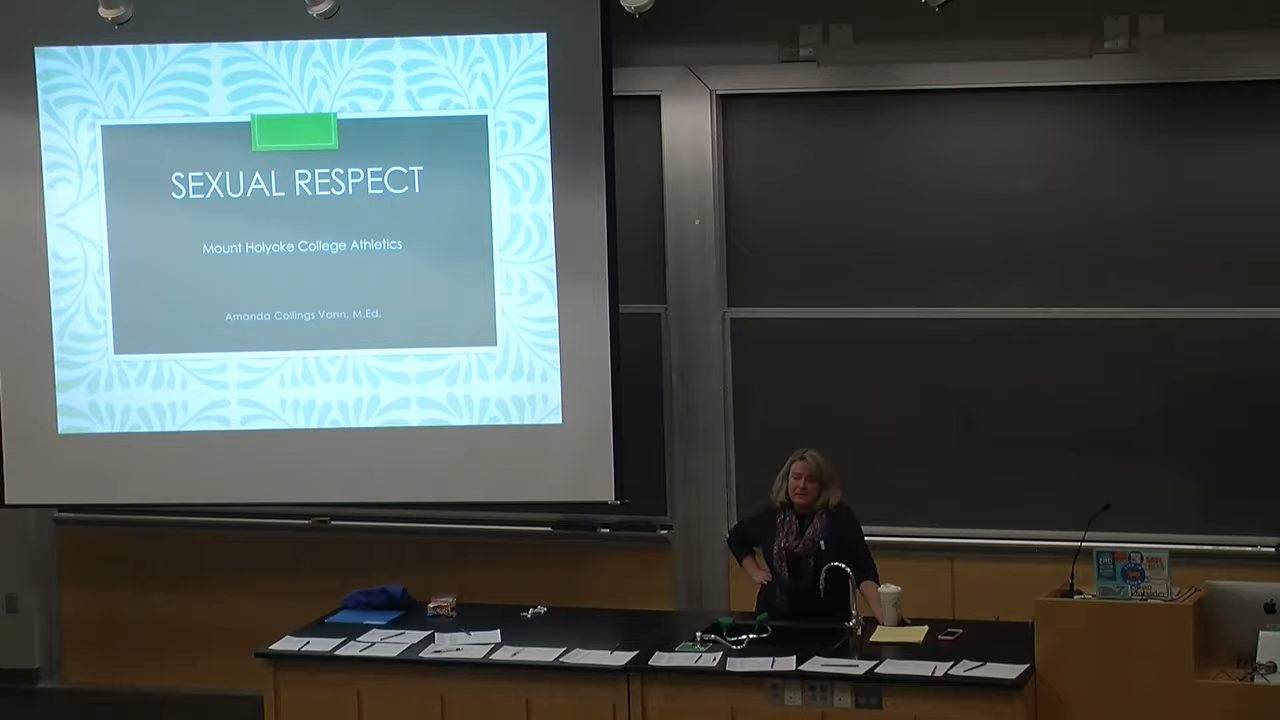 SEXUAL RESPECT
Mount Holyoke College Athletics
Amanda Collings Vann, M.Ed.